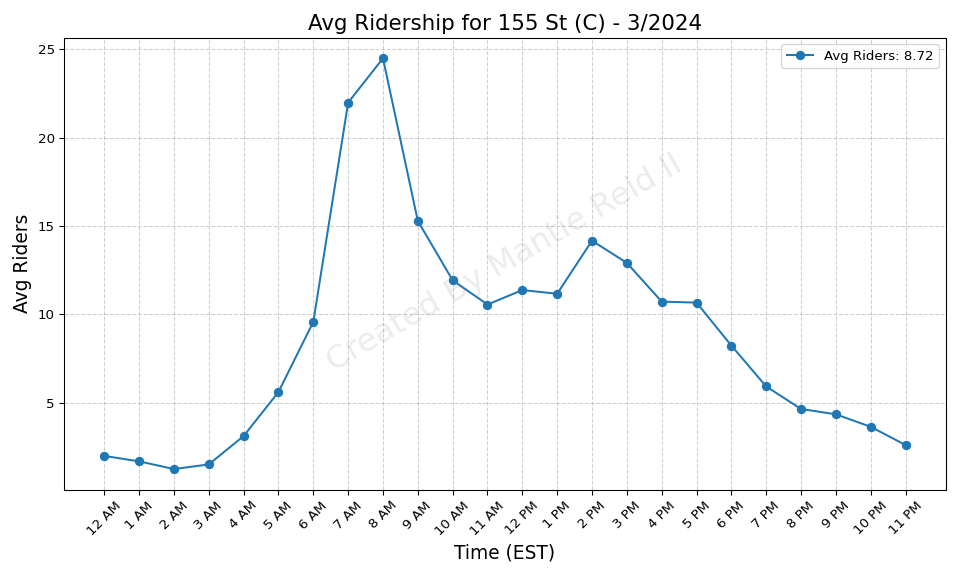 Avg Ridership for 155 St (C) - 3/2024
Avg Riders: 8.72
25
20
15
10
5
Avg Riders
Created By Mantie Reid II
12 AM
1 AM
2 AM
3 AM
4 AM
5 AM
6 AM
7 AM
8 AM
9 AM
10 AM
11 AM
12 PM
1 PM
2 PM
3 PM
4 PM
5 PM
6 PM
7 PM
8 PM
9 PM
10 PM
11 PM
Time (EST)